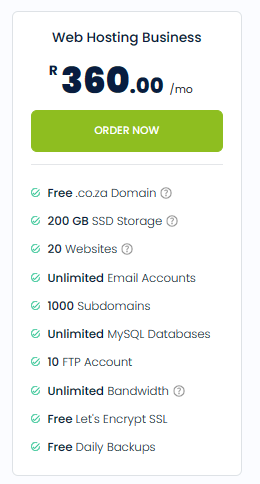 Web Hosting Business
R 360.00 /mo
ORDER NOW
Free .co.za Domain ?
200 GB SSD Storage ?
20 Websites ?
Unlimited Email Accounts
1000 Subdomains
Unlimited MySQL Databases
10 FTP Account
Unlimited Bandwidth ?
Free Let's Encrypt SSL
Free Daily Backups